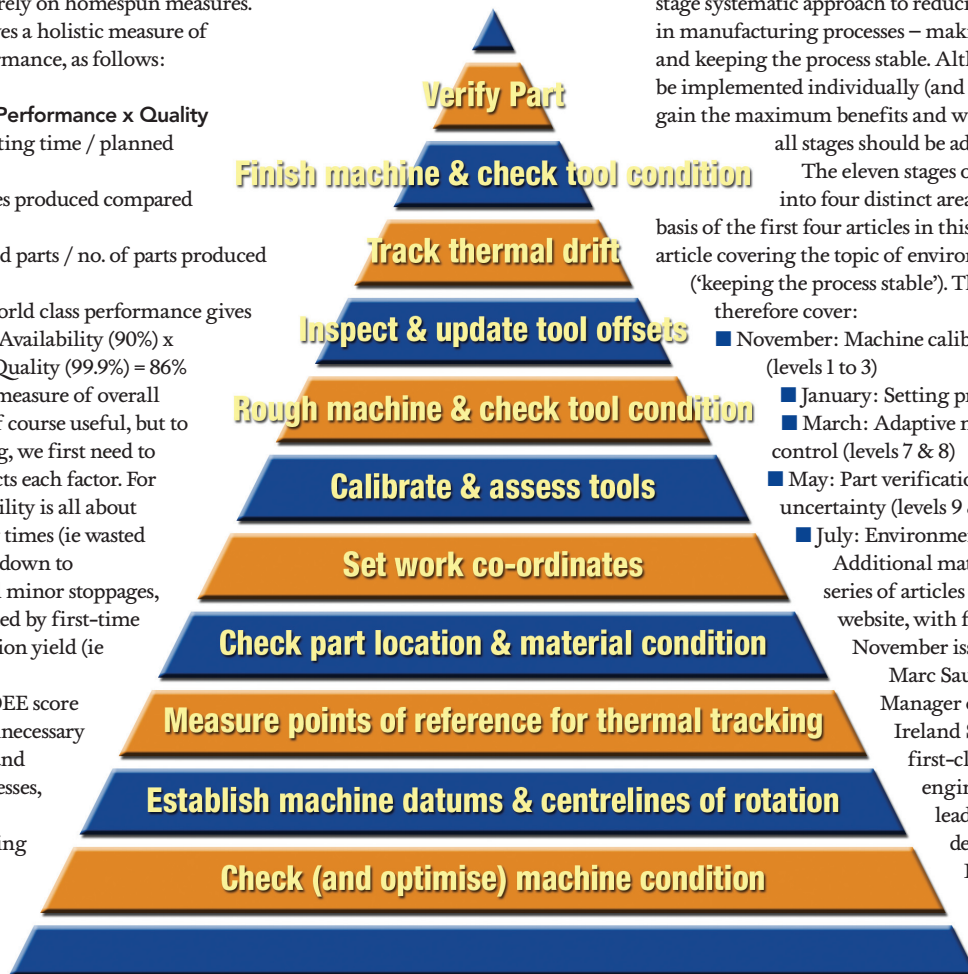 rely on homespun measures.
es a holistic measure of
rmance, as follows:
Performance x Quality
ting time / planned
es produced compared
d parts / no. of parts produced
orld class performance gives
Availability (90%) x
Quality (99.9%) = 86%
measure of overall
f course useful, but to
g, we first need to
cts each factor. For
ility is all about
times (ie wasted
down to
minor stoppages,
ed by first-time
ion yield (ie
OEE score
necessary
nd
esses,
ing
Verify Part
Finish machine & check tool condition
Track thermal drift
Inspect & update tool offsets
Rough machine & check tool condition
Calibrate & assess tools
Set work co-ordinates
Check part location & material condition
Measure points of reference for thermal tracking
Establish machine datums & centrelines of rotation
Check (and optimise) machine condition
stage systematic approach to reduci
in manufacturing processes – maki
and keeping the process stable. Alth
be implemented individually (and
gain the maximum benefits and w
all stages should be ad
The eleven stages o
into four distinct area
basis of the first four articles in this
article covering the topic of environ
(‘keeping the process stable’). Th
therefore cover:
■ November: Machine calib
(levels 1 to 3)
■ January: Setting pr
■ March: Adaptive m
control (levels 7 & 8)
■ May: Part verificatio
uncertainty (levels 9
■ July: Environme
Additional mat
series of articles
website, with f
November iss
Marc Sau
Manager o
Ireland S
first-cl
engin
lead
de